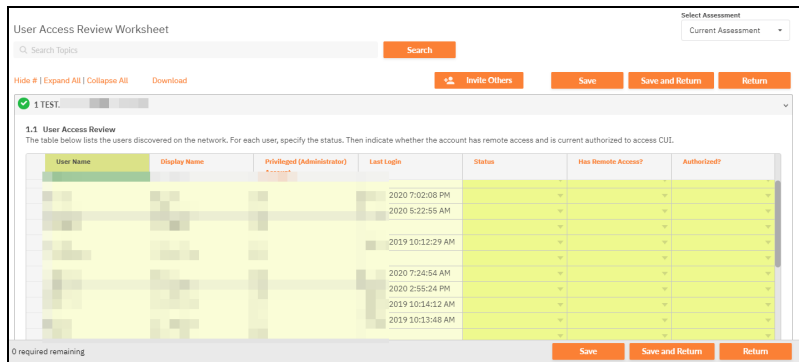 Select Assessment
User Access Review Worksheet
Current Assessment
Search Topics
Search
Hide # | Expand All | Collapse All Download
Invite Others
Save
Save and Return
Return
1 TEST.
1.1 User Access Review
The table below lists the users discovered on the network. For each user, specify the status. Then indicate whether the account has remote access and is current authorized to access CUI.
User Name Display Name Privileged (Administrator) Last Login Status Has Remote Access? Authorized?
2020 7:02:08 PM
2020 5:22:55 AM
2019 10:12:29 AM
2020 7:24:54 AM
2020 2:55:24 PM
2019 10:14:12 AM
2019 10:13:48 AM
0 required remaining
Save
Save and Return
Return